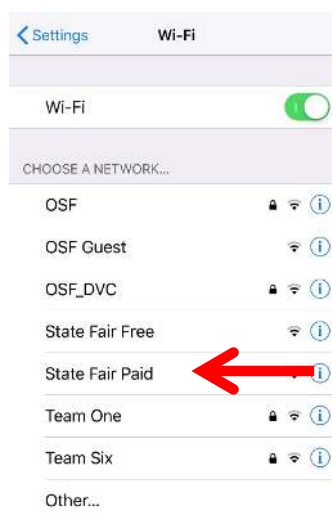 Settings Wi-Fi
Wi-Fi
CHOOSE A NETWORK...
OSF
OSF Guest
OSF_DVC
State Fair Free
State Fair Paid
Team One
Team Six
Other...